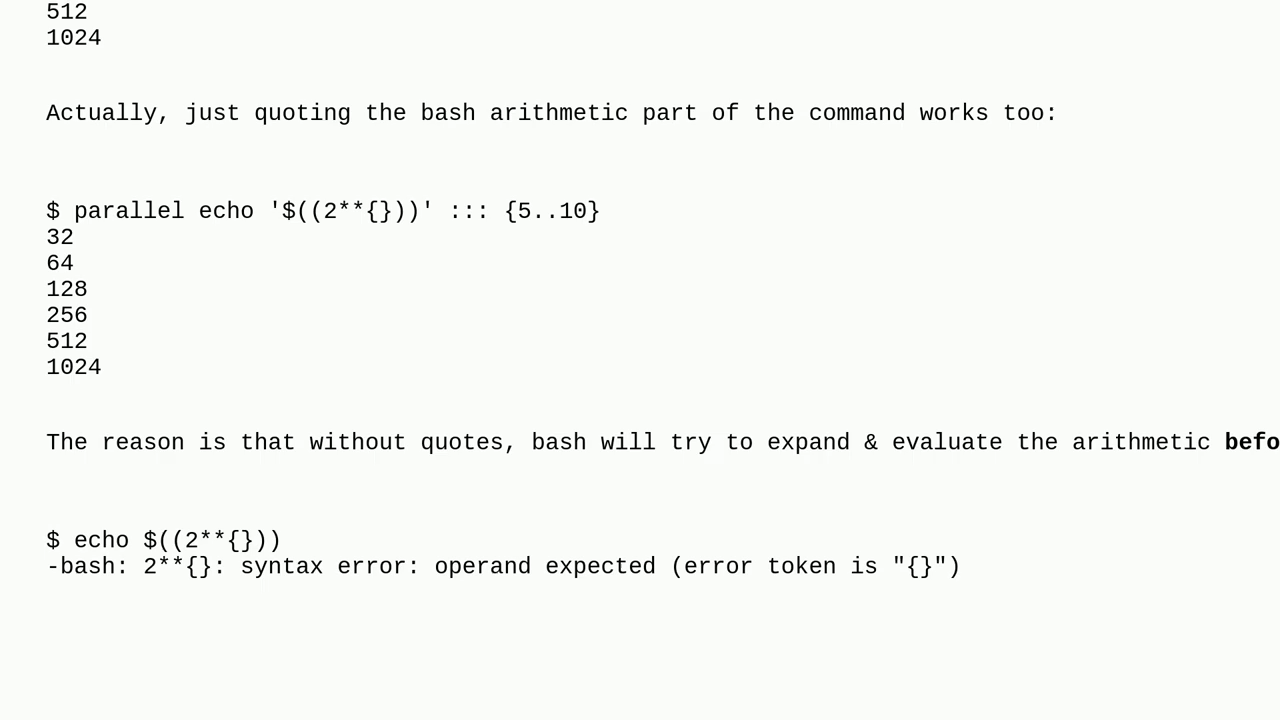 512
1024
Actually, just quoting the bash arithmetic part of the command works too:
$ parallel echo '$((2**{}))' ::: {5..10}
32
64
128
256
512
1024
The reason is that without quotes, bash will try to expand & evaluate the arithmetic befo
$ echo $((2**{}))
-bash: 2**{}: syntax error: operand expected (error token is "{}")